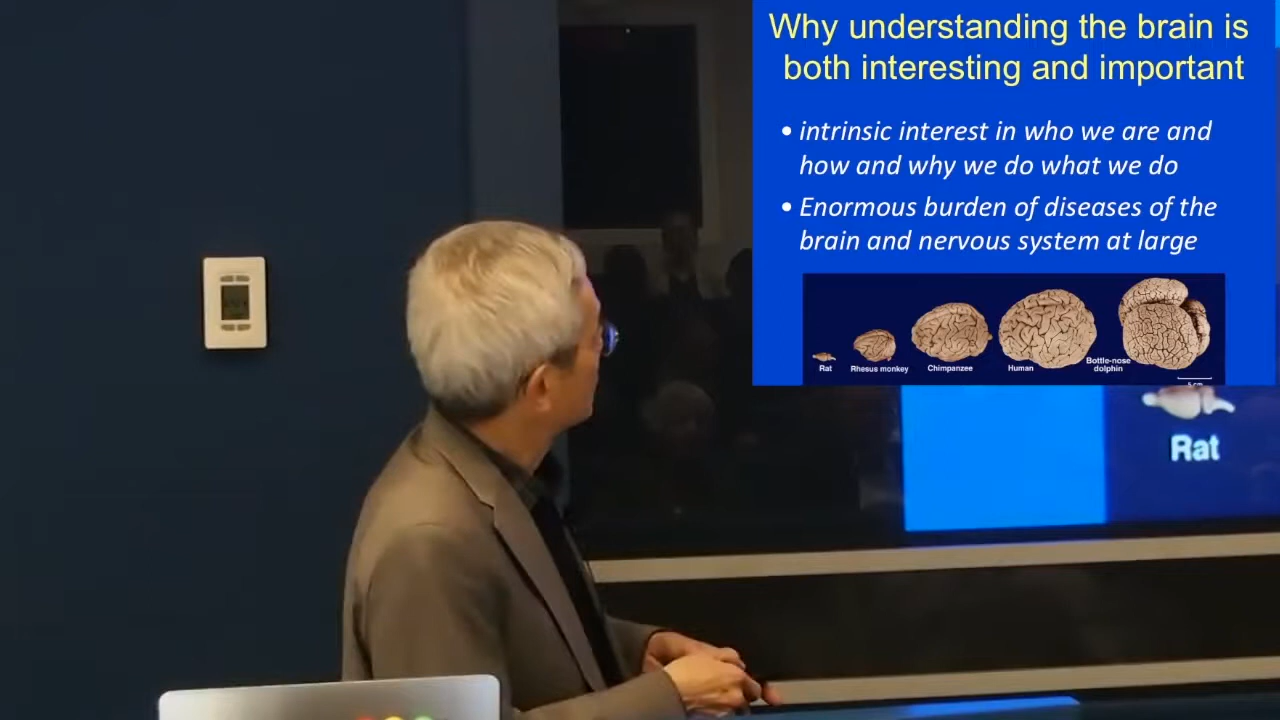 Why understanding the brain is
both interesting and important
• intrinsic interest in who we are and
how and why we do what we do
• Enormous burden of diseases of the
brain and nervous system at large
Rat
Rhesus monkey
Chimpanzee
Human
Bottle-nose
dolphin
5 cm
Rat